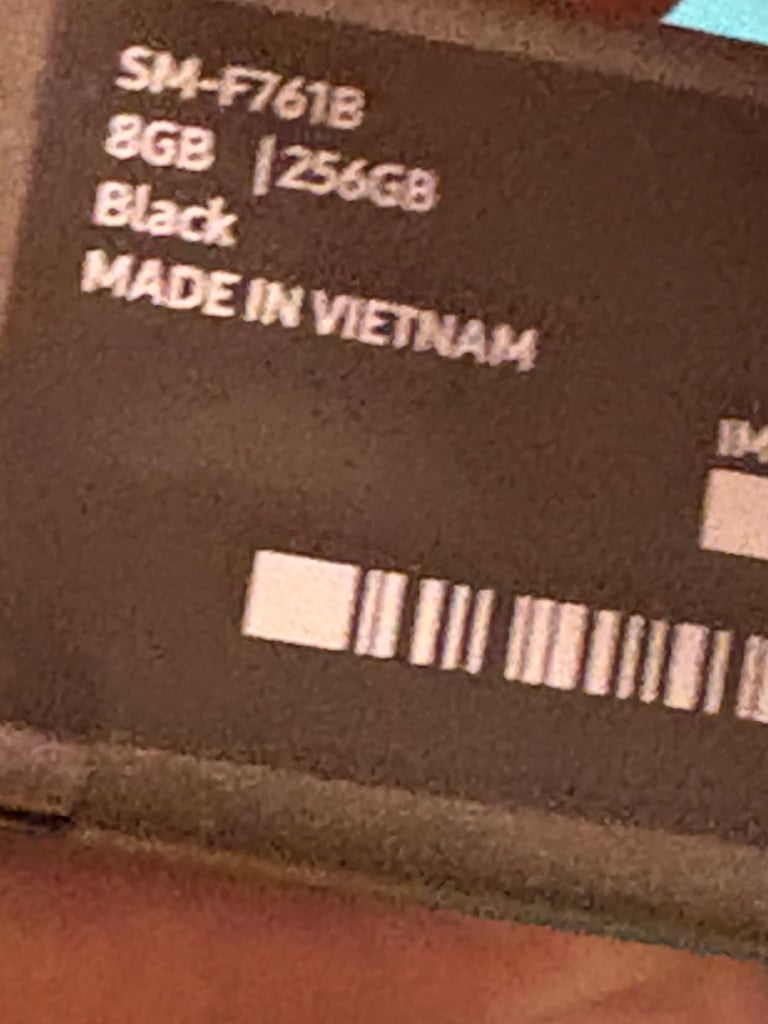 SM-F761B
8GB | 256GB
Black
MADE IN VIETNAM